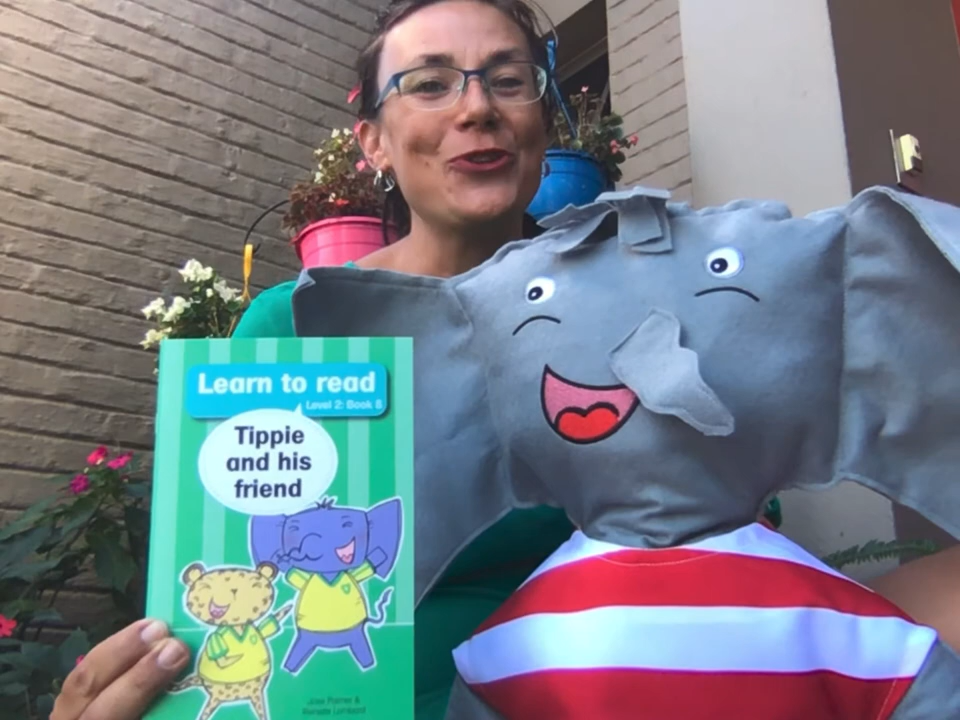 Learn to read
Level 2: Book 8
Tippie
and his
friend